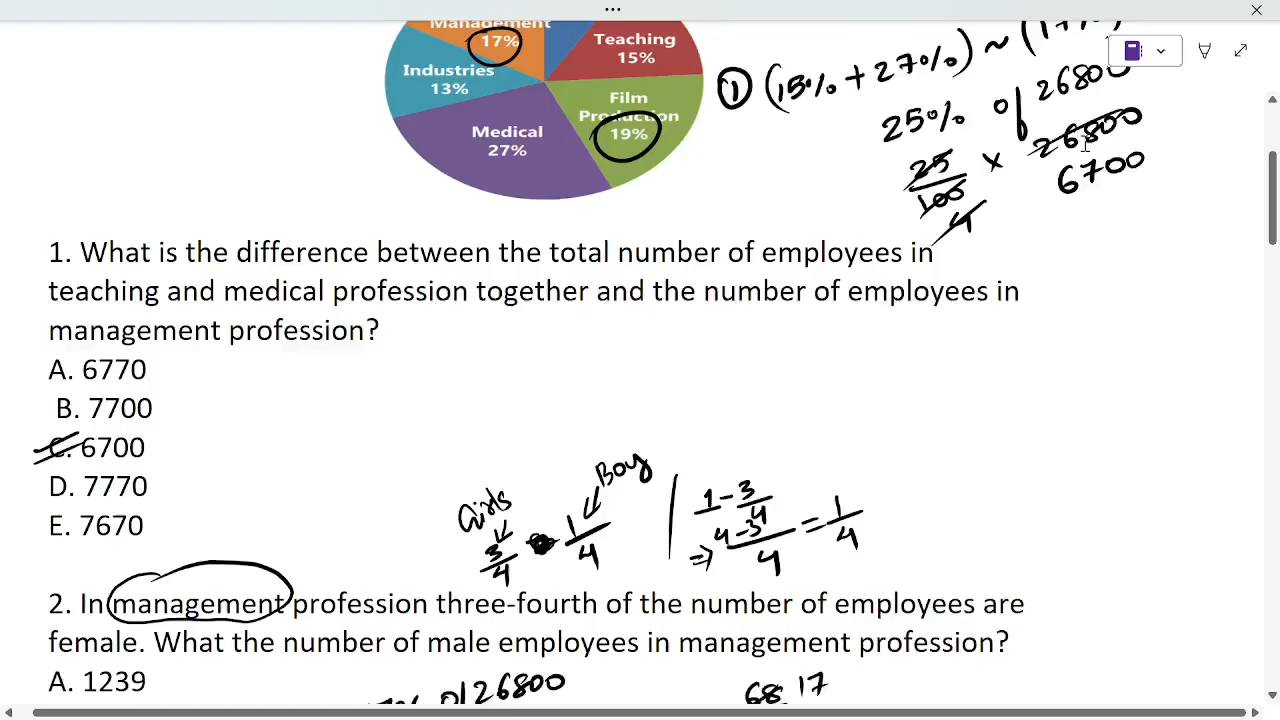 Management
17%
Teaching
15%
Industries
13%
Film
Production
19%
Medical
27%
① (15% + 27%) ~ (17%)
25% of 26800
25/100 × 26800
4
6700
1. What is the difference between the total number of employees in
teaching and medical profession together and the number of employees in
management profession?
A. 6770
B. 7700
C. 6700
D. 7770
E. 7670
Girls
Boy
3/4 1/4
1 - 3/4
⇒ 4-3/4 = 1/4
2. In management profession three-fourth of the number of employees are
female. What the number of male employees in management profession?
A. 1239
of 26800
68 17